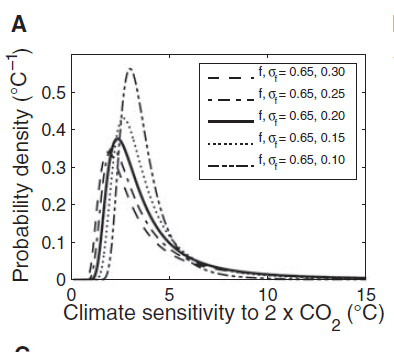 A
Probability density (°C⁻¹)
0.5
0.4
0.3
0.2
0.1
0
f, σf = 0.65, 0.30
f, σf = 0.65, 0.25
f, σf = 0.65, 0.20
f, σf = 0.65, 0.15
f, σf = 0.65, 0.10
0 5 10 15
Climate sensitivity to 2 x CO₂ (°C)